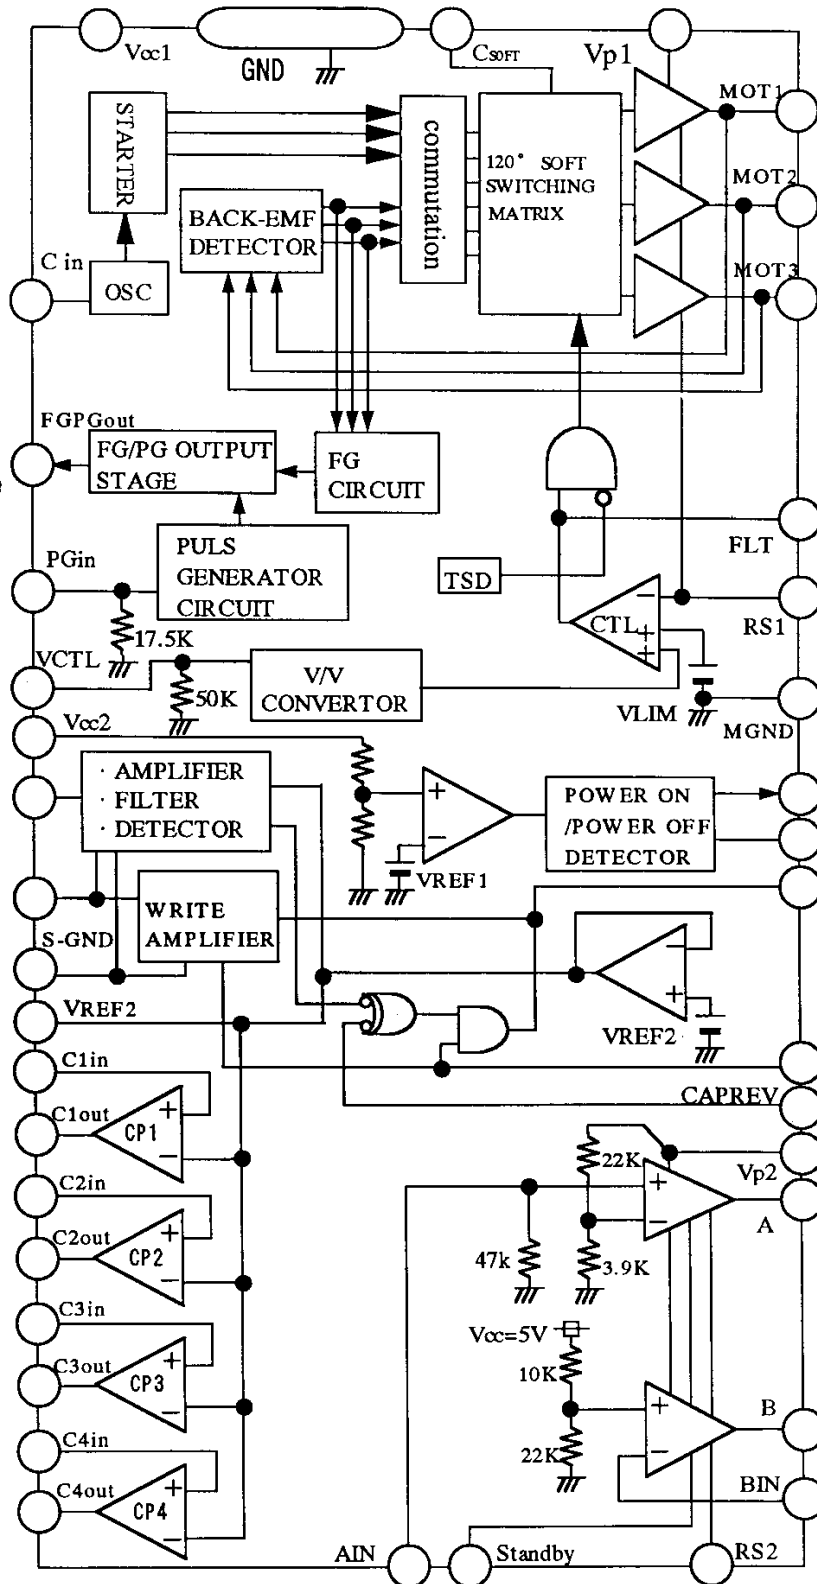 Vcc1
GND
CSOFT
Vp1
MOT1
STARTER
commutation
120° SOFT
SWITCHING
MATRIX
MOT2
BACK-EMF
DETECTOR
C in
OSC
MOT3
FGPGout
FG/PG OUTPUT
STAGE
FG
CIRCUIT
FLT
PGin
PULS
GENERATOR
CIRCUIT
TSD
−
CTL
+
+
RS1
17.5K
VCTL
50K
V/V
CONVERTOR
VLIM
MGND
Vcc2
· AMPLIFIER
· FILTER
· DETECTOR
+
−
VREF1
POWER ON
/POWER OFF
DETECTOR
S-GND
WRITE
AMPLIFIER
−
+
VREF2
VREF2
C1in
CAPREV
+
C1out
CP1
−
22K
Vp2
C2in
+
−
A
+
C2out
CP2
−
47k
3.9K
C3in
Vcc=5V
+
C3out
CP3
−
10K
+
−
B
C4in
22K
+
C4out
CP4
−
BIN
AIN
Standby
RS2